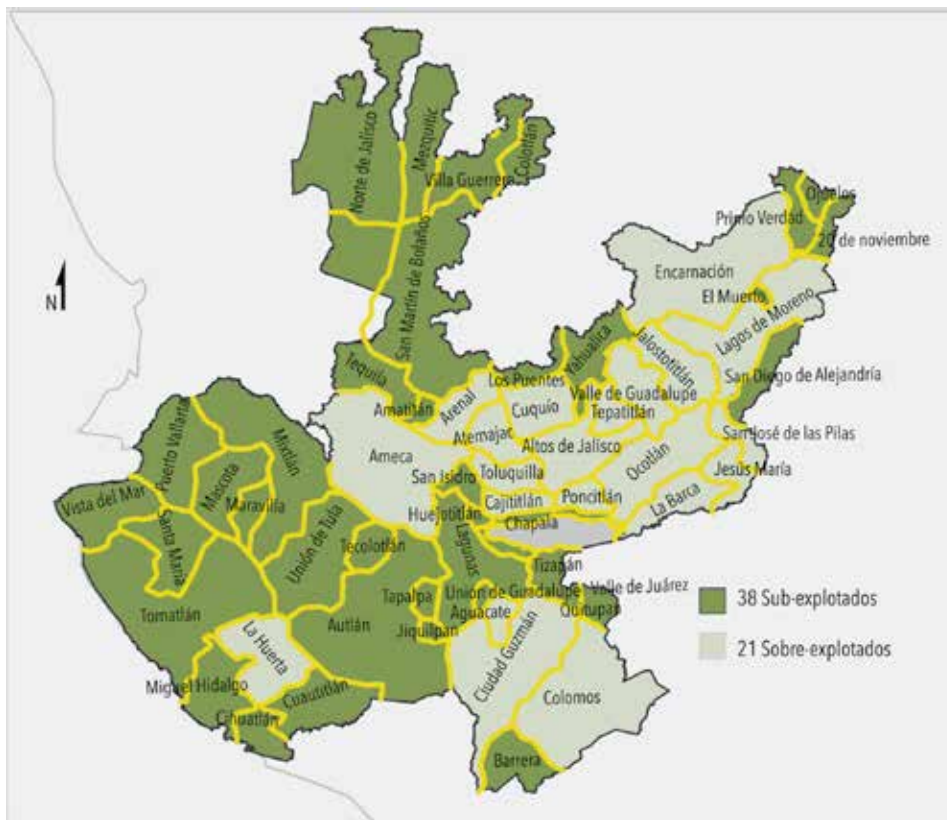 Norte de Jalisco
Mezquitic
Villa Guerrero
Colotlán
San Martín de Bolaños
Ojuelos
Primo Verdad
20 de noviembre
Encarnación
El Muerto
Lagos de Moreno
N
Tequila
Amatitán
Arenal
Los Puentes
Yahualica
Jalostotitlán
San Diego de Alejandría
Valle de Guadalupe
Cuquío
Tepatitlán
Atemajac
Altos de Jalisco
San José de las Pilas
Ameca
San Isidro
Toluquilla
Ocotlán
Jesús María
Cajititlán
Poncitlán
La Barca
Huejotitlán
Chapala
Puerto Vallarta
Mixtlán
Mascota
Maravilla
Vista del Mar
Santa María
Unión de Tula
Tecolotlán
Lagunas
Tizapán
Tomatlán
Tapalpa
Unión de Guadalupe
Valle de Juárez
Aguacate
Quitupan
Autlán
Jiquilpan
La Huerta
Ciudad Guzmán
Miguel Hidalgo
Cuautitlán
Colomos
Cihuatlán
Barrera
38 Sub-explotados
21 Sobre-explotados